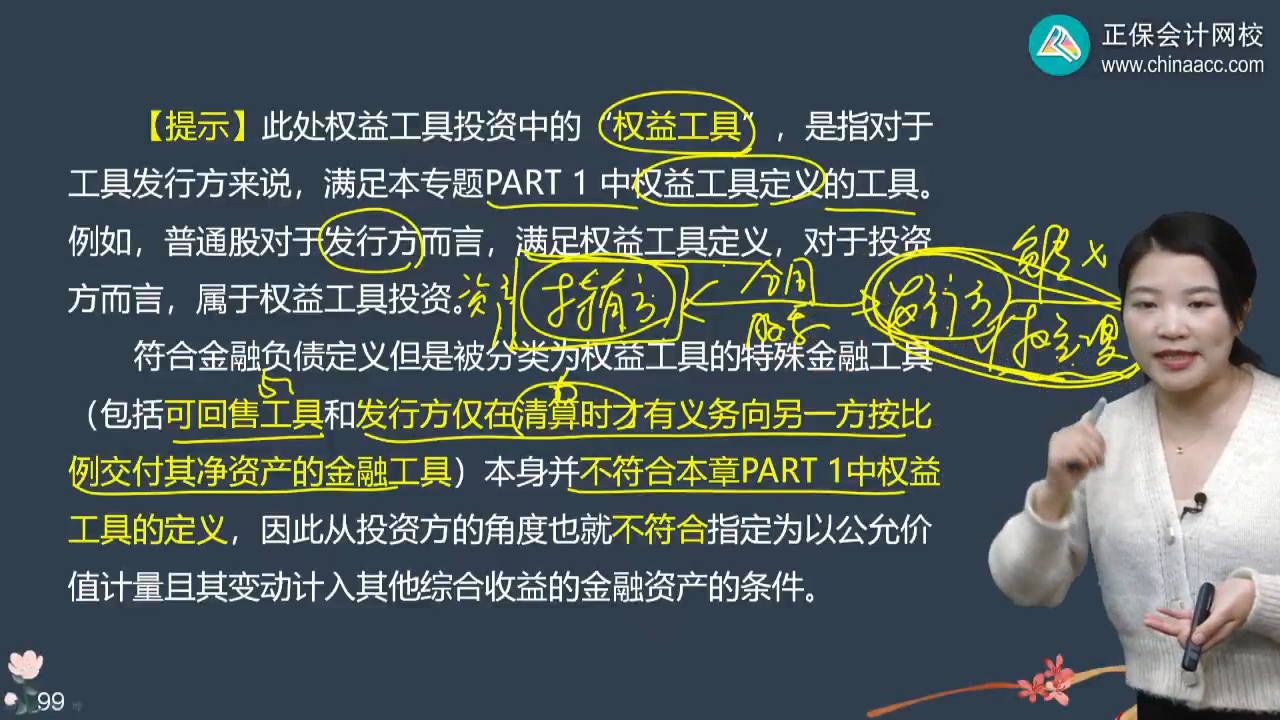 正保会计网校
www.chinaacc.com
【提示】此处权益工具投资中的“权益工具”，是指对于
工具发行方来说，满足本专题PART 1 中权益工具定义的工具。
例如，普通股对于发行方而言，满足权益工具定义，对于投资
方而言，属于权益工具投资。
持有方
合同
股票
发行方
符合金融负债定义但是被分类为权益工具的特殊金融工具
（包括可回售工具和发行方仅在清算时才有义务向另一方按比
例交付其净资产的金融工具）本身并不符合本章PART 1中权益
工具的定义，因此从投资方的角度也就不符合指定为以公允价
值计量且其变动计入其他综合收益的金融资产的条件。
99